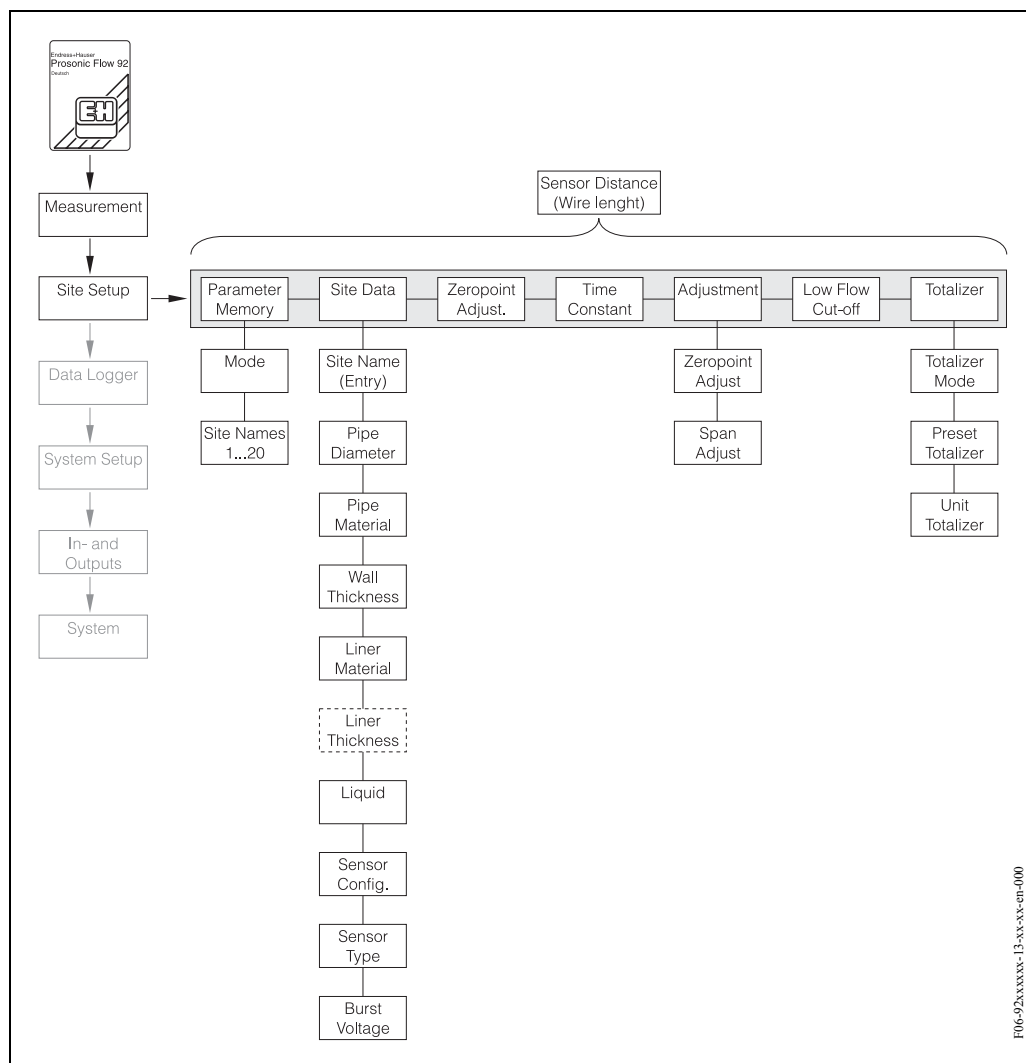 Endress+Hauser
Prosonic Flow 92
Deutsch
E+H
Measurement
Sensor Distance
(Wire lenght)
Site Setup
Parameter
Memory
Site Data
Zeropoint
Adjust.
Time
Constant
Adjustment
Low Flow
Cut-off
Totalizer
Data Logger
System Setup
In- and
Outputs
System
Mode
Site Names
1...20
Site Name
(Entry)
Pipe
Diameter
Pipe
Material
Wall
Thickness
Liner
Material
Liner
Thickness
Liquid
Sensor
Config.
Sensor
Type
Burst
Voltage
Zeropoint
Adjust
Span
Adjust
Totalizer
Mode
Preset
Totalizer
Unit
Totalizer
F06-92xxxxxx-13-xx-xx-en-000